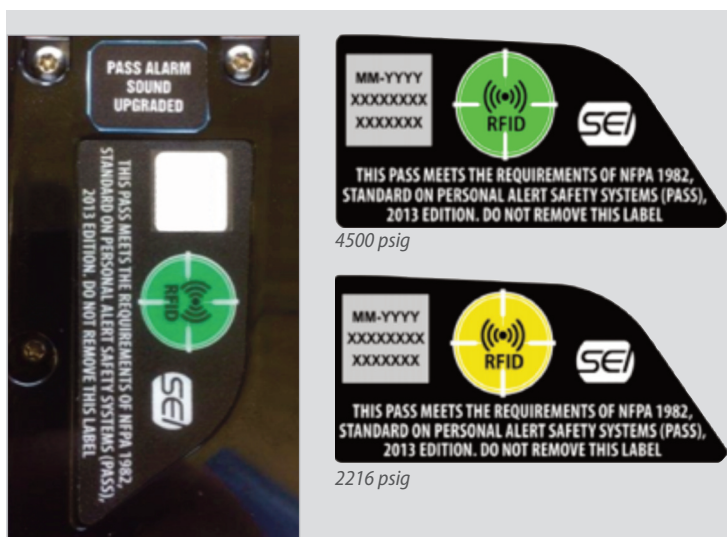 PASS ALARM
SOUND
UPGRADED
THIS PASS MEETS THE REQUIREMENTS OF NFPA 1982,
STANDARD ON PERSONAL ALERT SAFETY SYSTEMS (PASS),
2013 EDITION. DO NOT REMOVE THIS LABEL
RFID
SEI
MM-YYYY
XXXXXXXX
XXXXXXX
RFID
SEI
THIS PASS MEETS THE REQUIREMENTS OF NFPA 1982,
STANDARD ON PERSONAL ALERT SAFETY SYSTEMS (PASS),
2013 EDITION. DO NOT REMOVE THIS LABEL
4500 psig
MM-YYYY
XXXXXXXX
XXXXXXX
RFID
SEI
THIS PASS MEETS THE REQUIREMENTS OF NFPA 1982,
STANDARD ON PERSONAL ALERT SAFETY SYSTEMS (PASS),
2013 EDITION. DO NOT REMOVE THIS LABEL
2216 psig